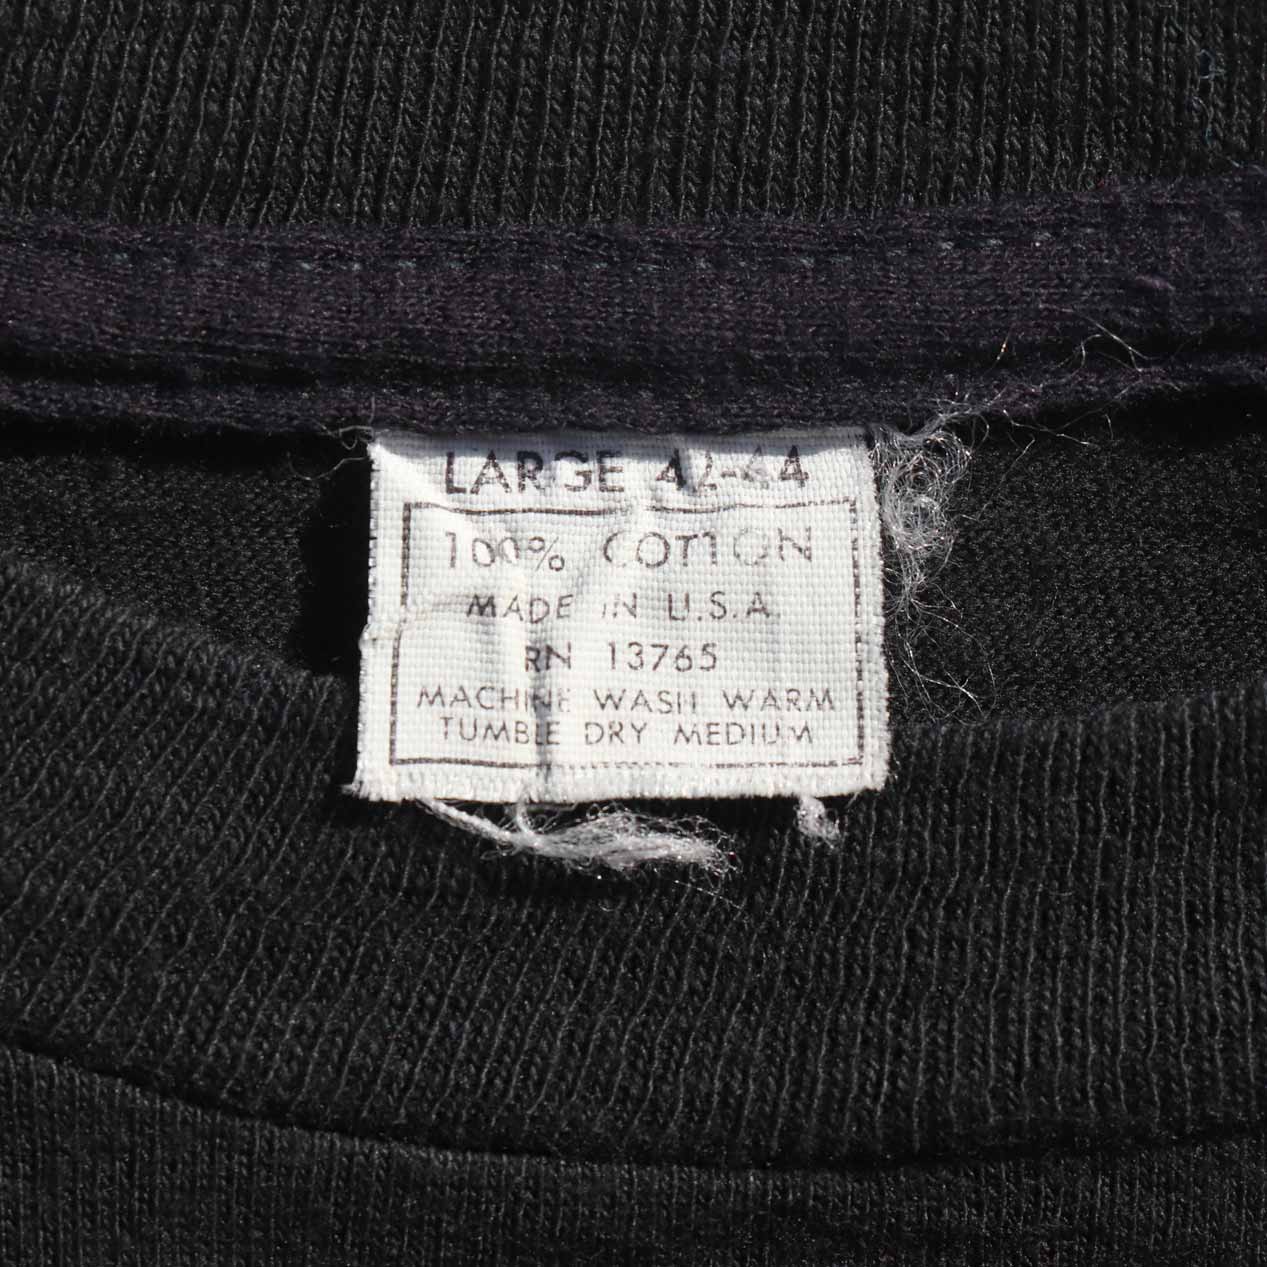 LARGE 42-44
100% COTTON
MADE IN U.S.A.
RN 13765
MACHINE WASH WARM
TUMBLE DRY MEDIUM